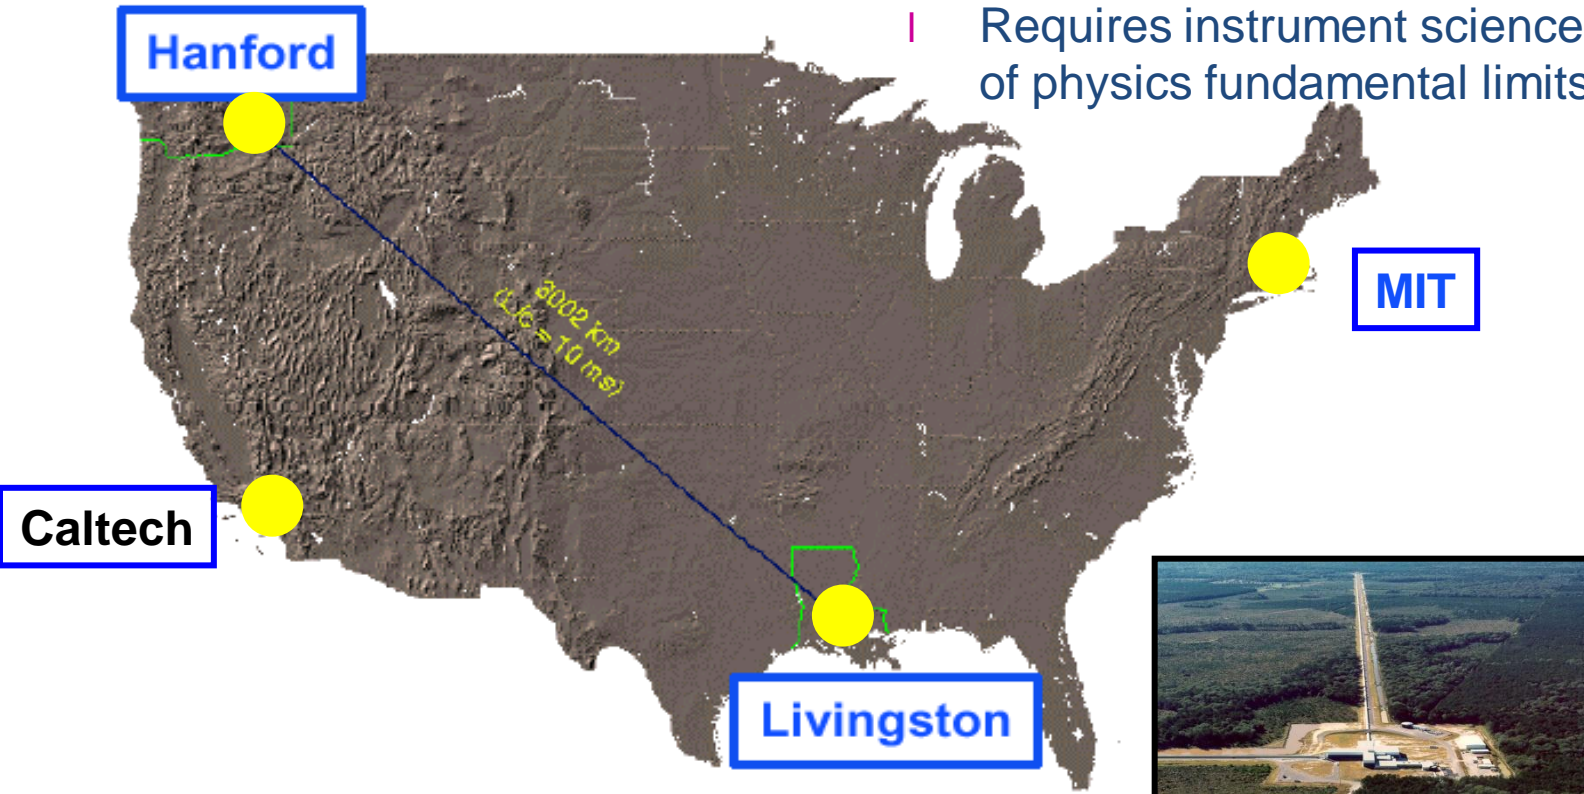 Hanford
l Requires instrument science
of physics fundamental limits
3002 km
(L/c = 10 ms)
MIT
Caltech
Livingston